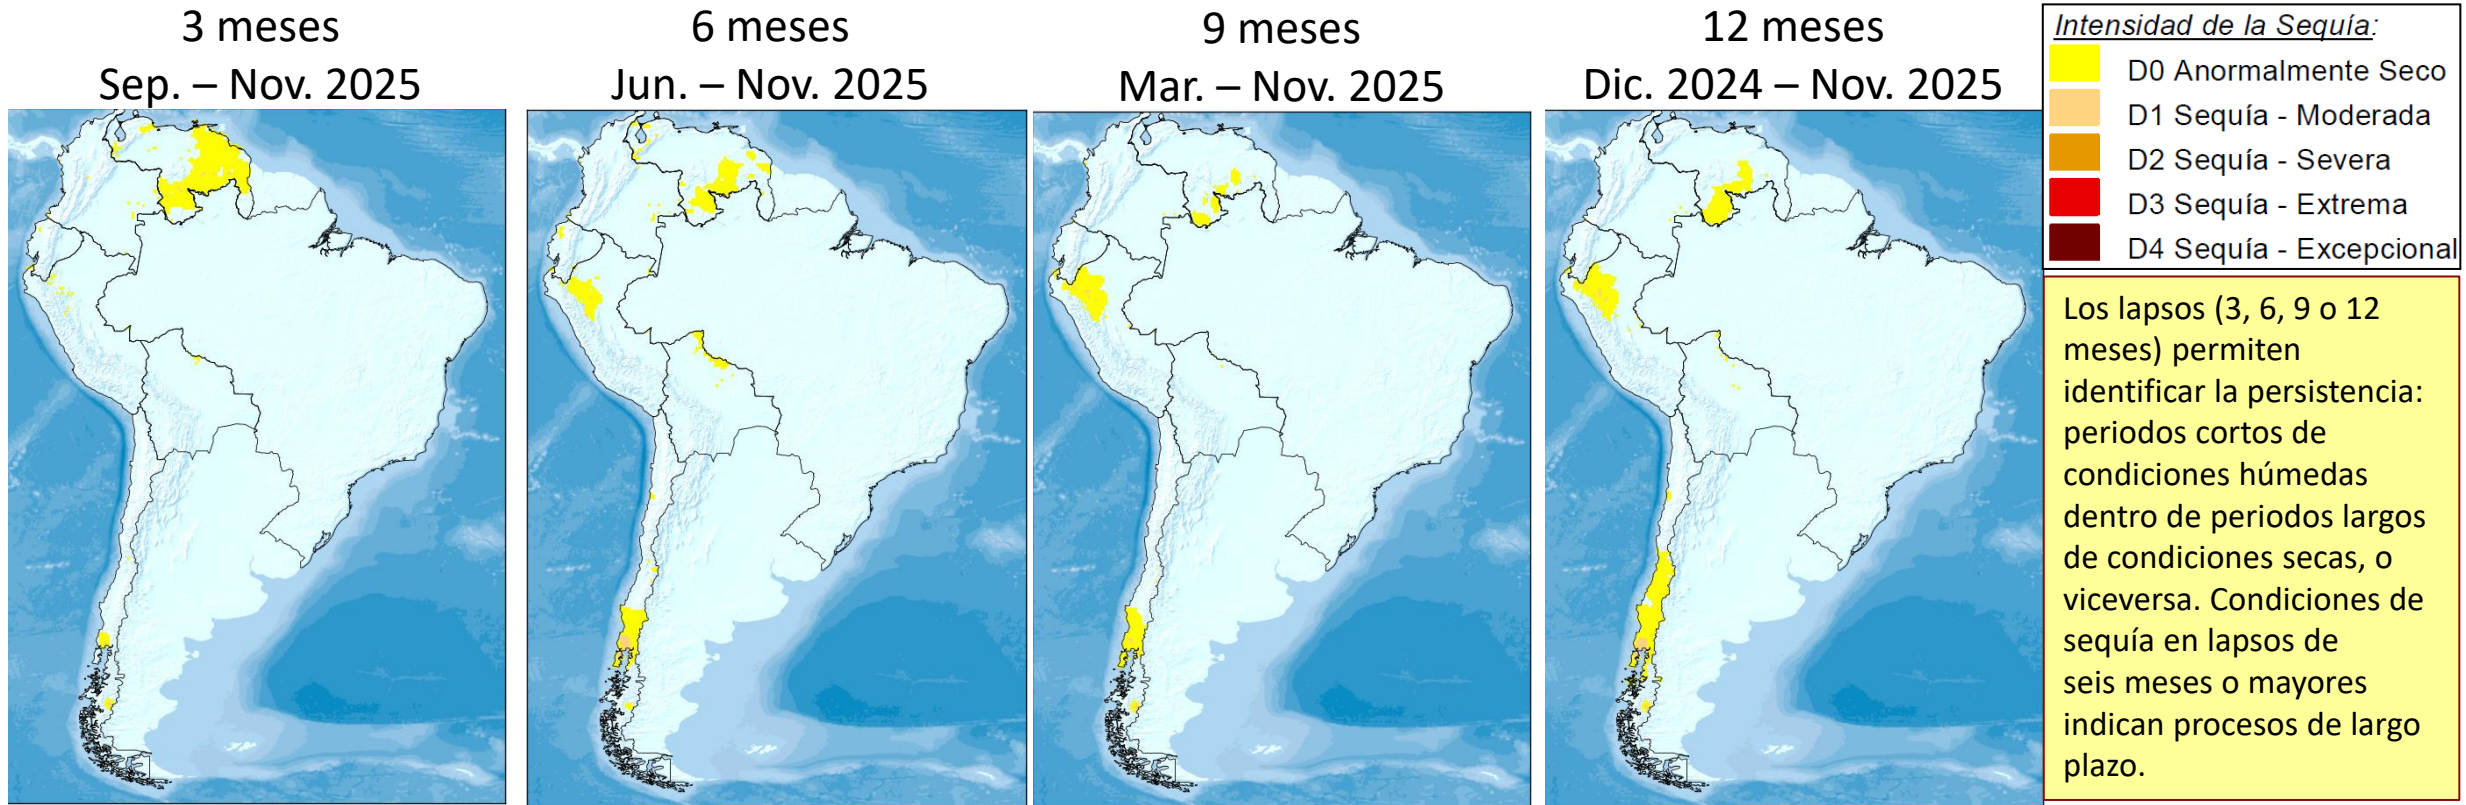 3 meses
Sep. – Nov. 2025
6 meses
Jun. – Nov. 2025
9 meses
Mar. – Nov. 2025
12 meses
Dic. 2024 – Nov. 2025
Intensidad de la Sequía:
D0 Anormalmente Seco
D1 Sequía - Moderada
D2 Sequía - Severa
D3 Sequía - Extrema
D4 Sequía - Excepcional
Los lapsos (3, 6, 9 o 12
meses) permiten
identificar la persistencia:
periodos cortos de
condiciones húmedas
dentro de periodos largos
de condiciones secas, o
viceversa. Condiciones de
sequía en lapsos de
seis meses o mayores
indican procesos de largo
plazo.